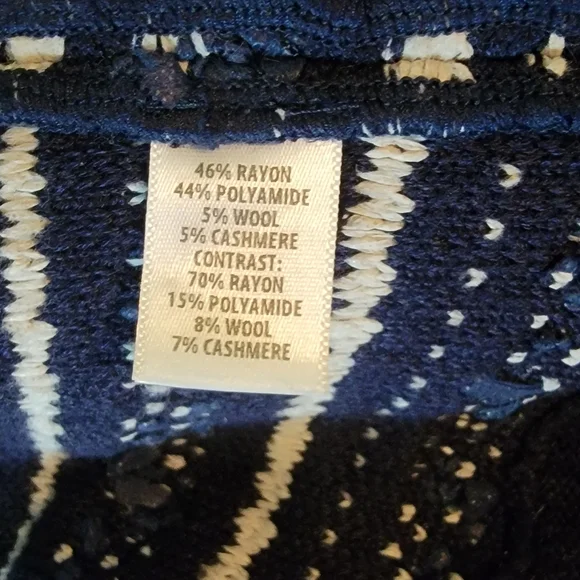 46% RAYON
44% POLYAMIDE
5% WOOL
5% CASHMERE
CONTRAST:
70% RAYON
15% POLYAMIDE
8% WOOL
7% CASHMERE